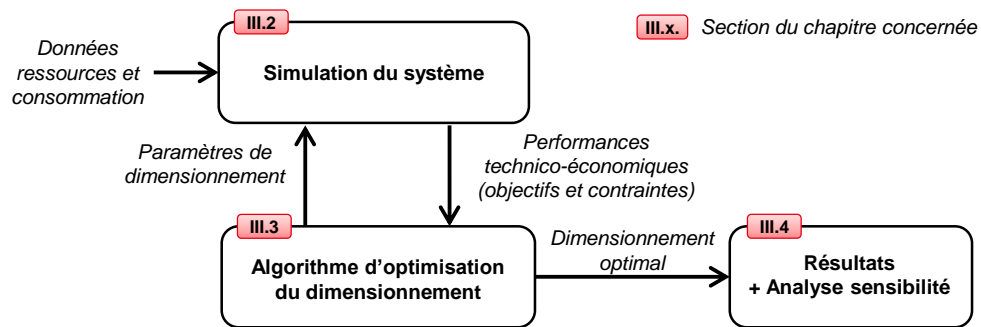 III.2
III.x.
Section du chapitre concernée
Données
ressources et
consommation
Simulation du système
Paramètres de
dimensionnement
Performances
technico-économiques
(objectifs et contraintes)
III.3
Algorithme d’optimisation
du dimensionnement
Dimensionnement
optimal
III.4
Résultats
+ Analyse sensibilité